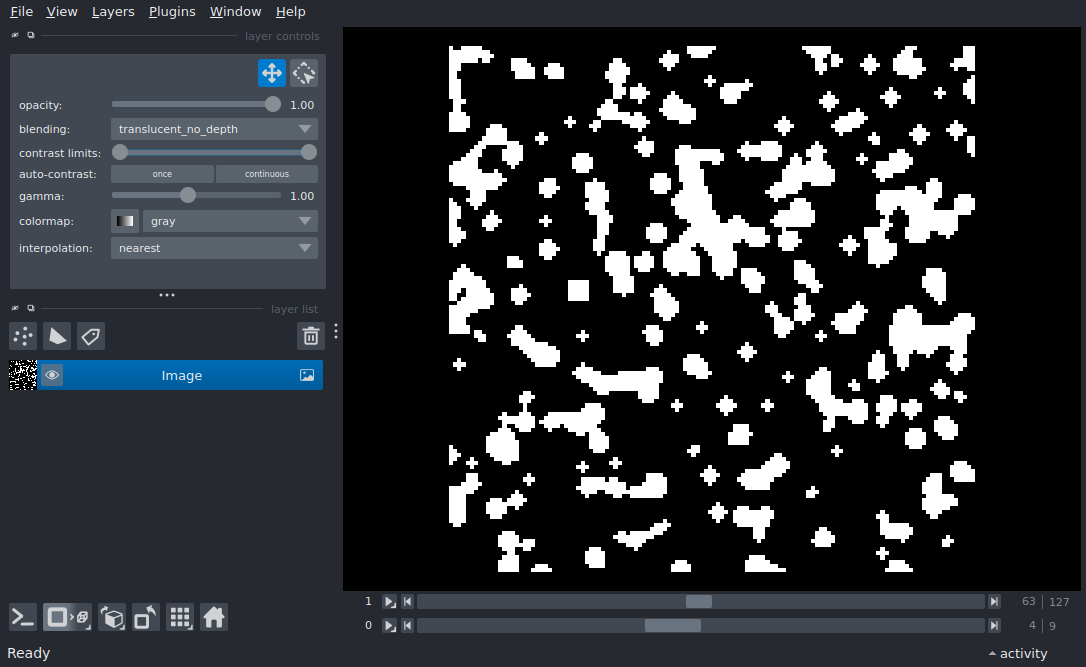 File View Layers Plugins Window Help
layer controls
opacity: 1.00
blending: translucent_no_depth
contrast limits:
auto-contrast: once continuous
gamma: 1.00
colormap: gray
interpolation: nearest
layer list
Image
1 63 127
0 4 9
Ready activity